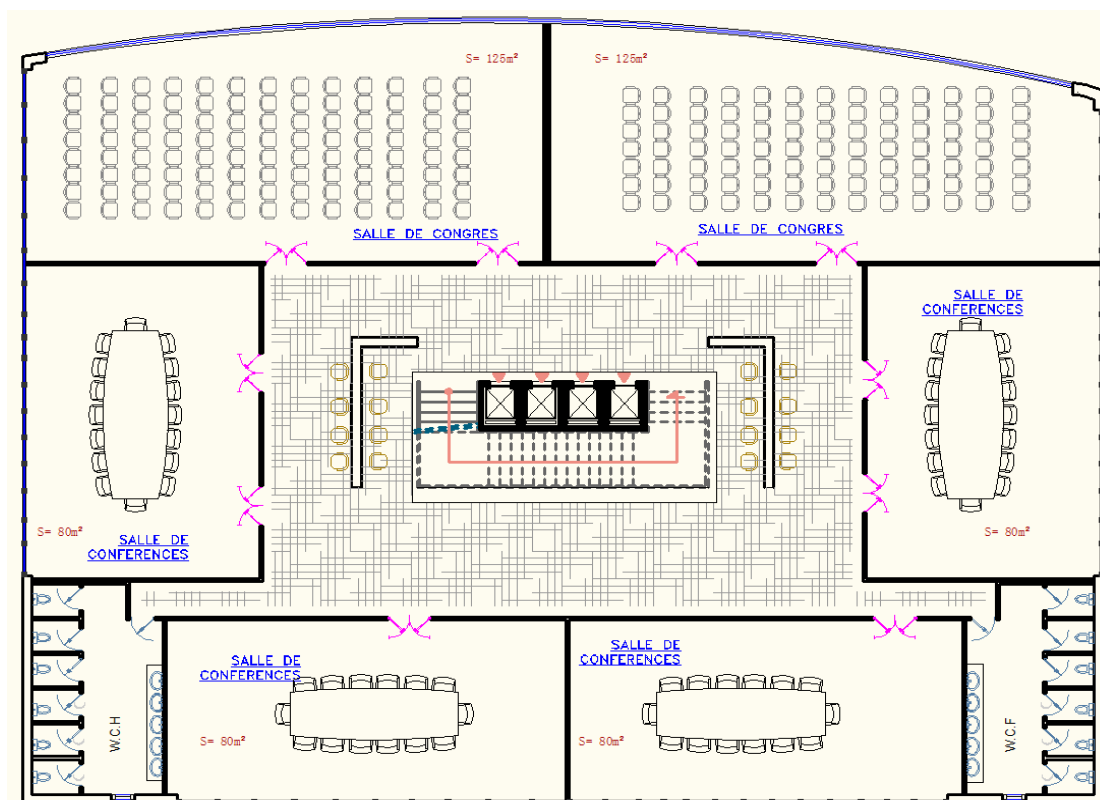 S= 125m²
S= 125m²
SALLE DE CONGRES
SALLE DE CONGRES
SALLE DE
CONFERENCES
S= 80m²
SALLE DE
CONFERENCES
S= 80m²
SALLE DE
CONFERENCES
S= 80m²
SALLE DE
CONFERENCES
S= 80m²
W.C.H
W.C.F